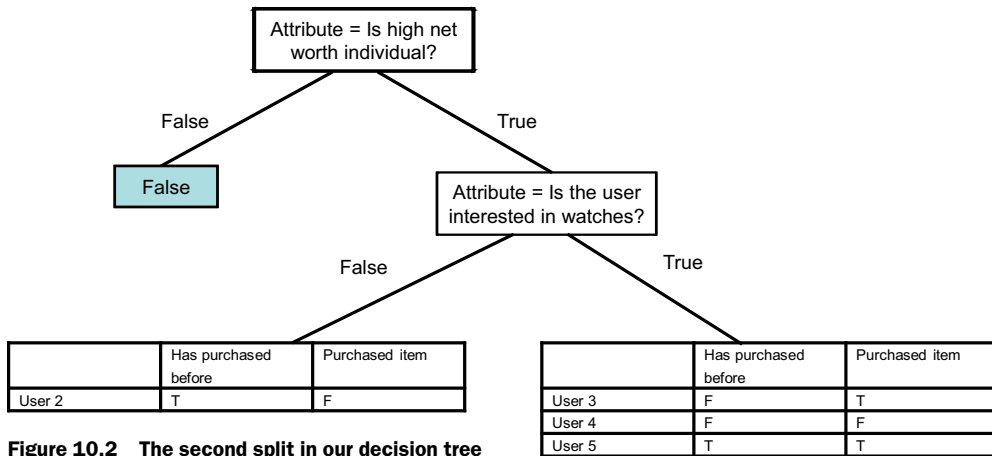 Attribute = Is high net
worth individual?
False
True
False
Attribute = Is the user
interested in watches?
False
True
Has purchased before Purchased item
User 2 T F
Has purchased before Purchased item
User 3 F T
User 4 F F
User 5 T T
Figure 10.2 The second split in our decision tree